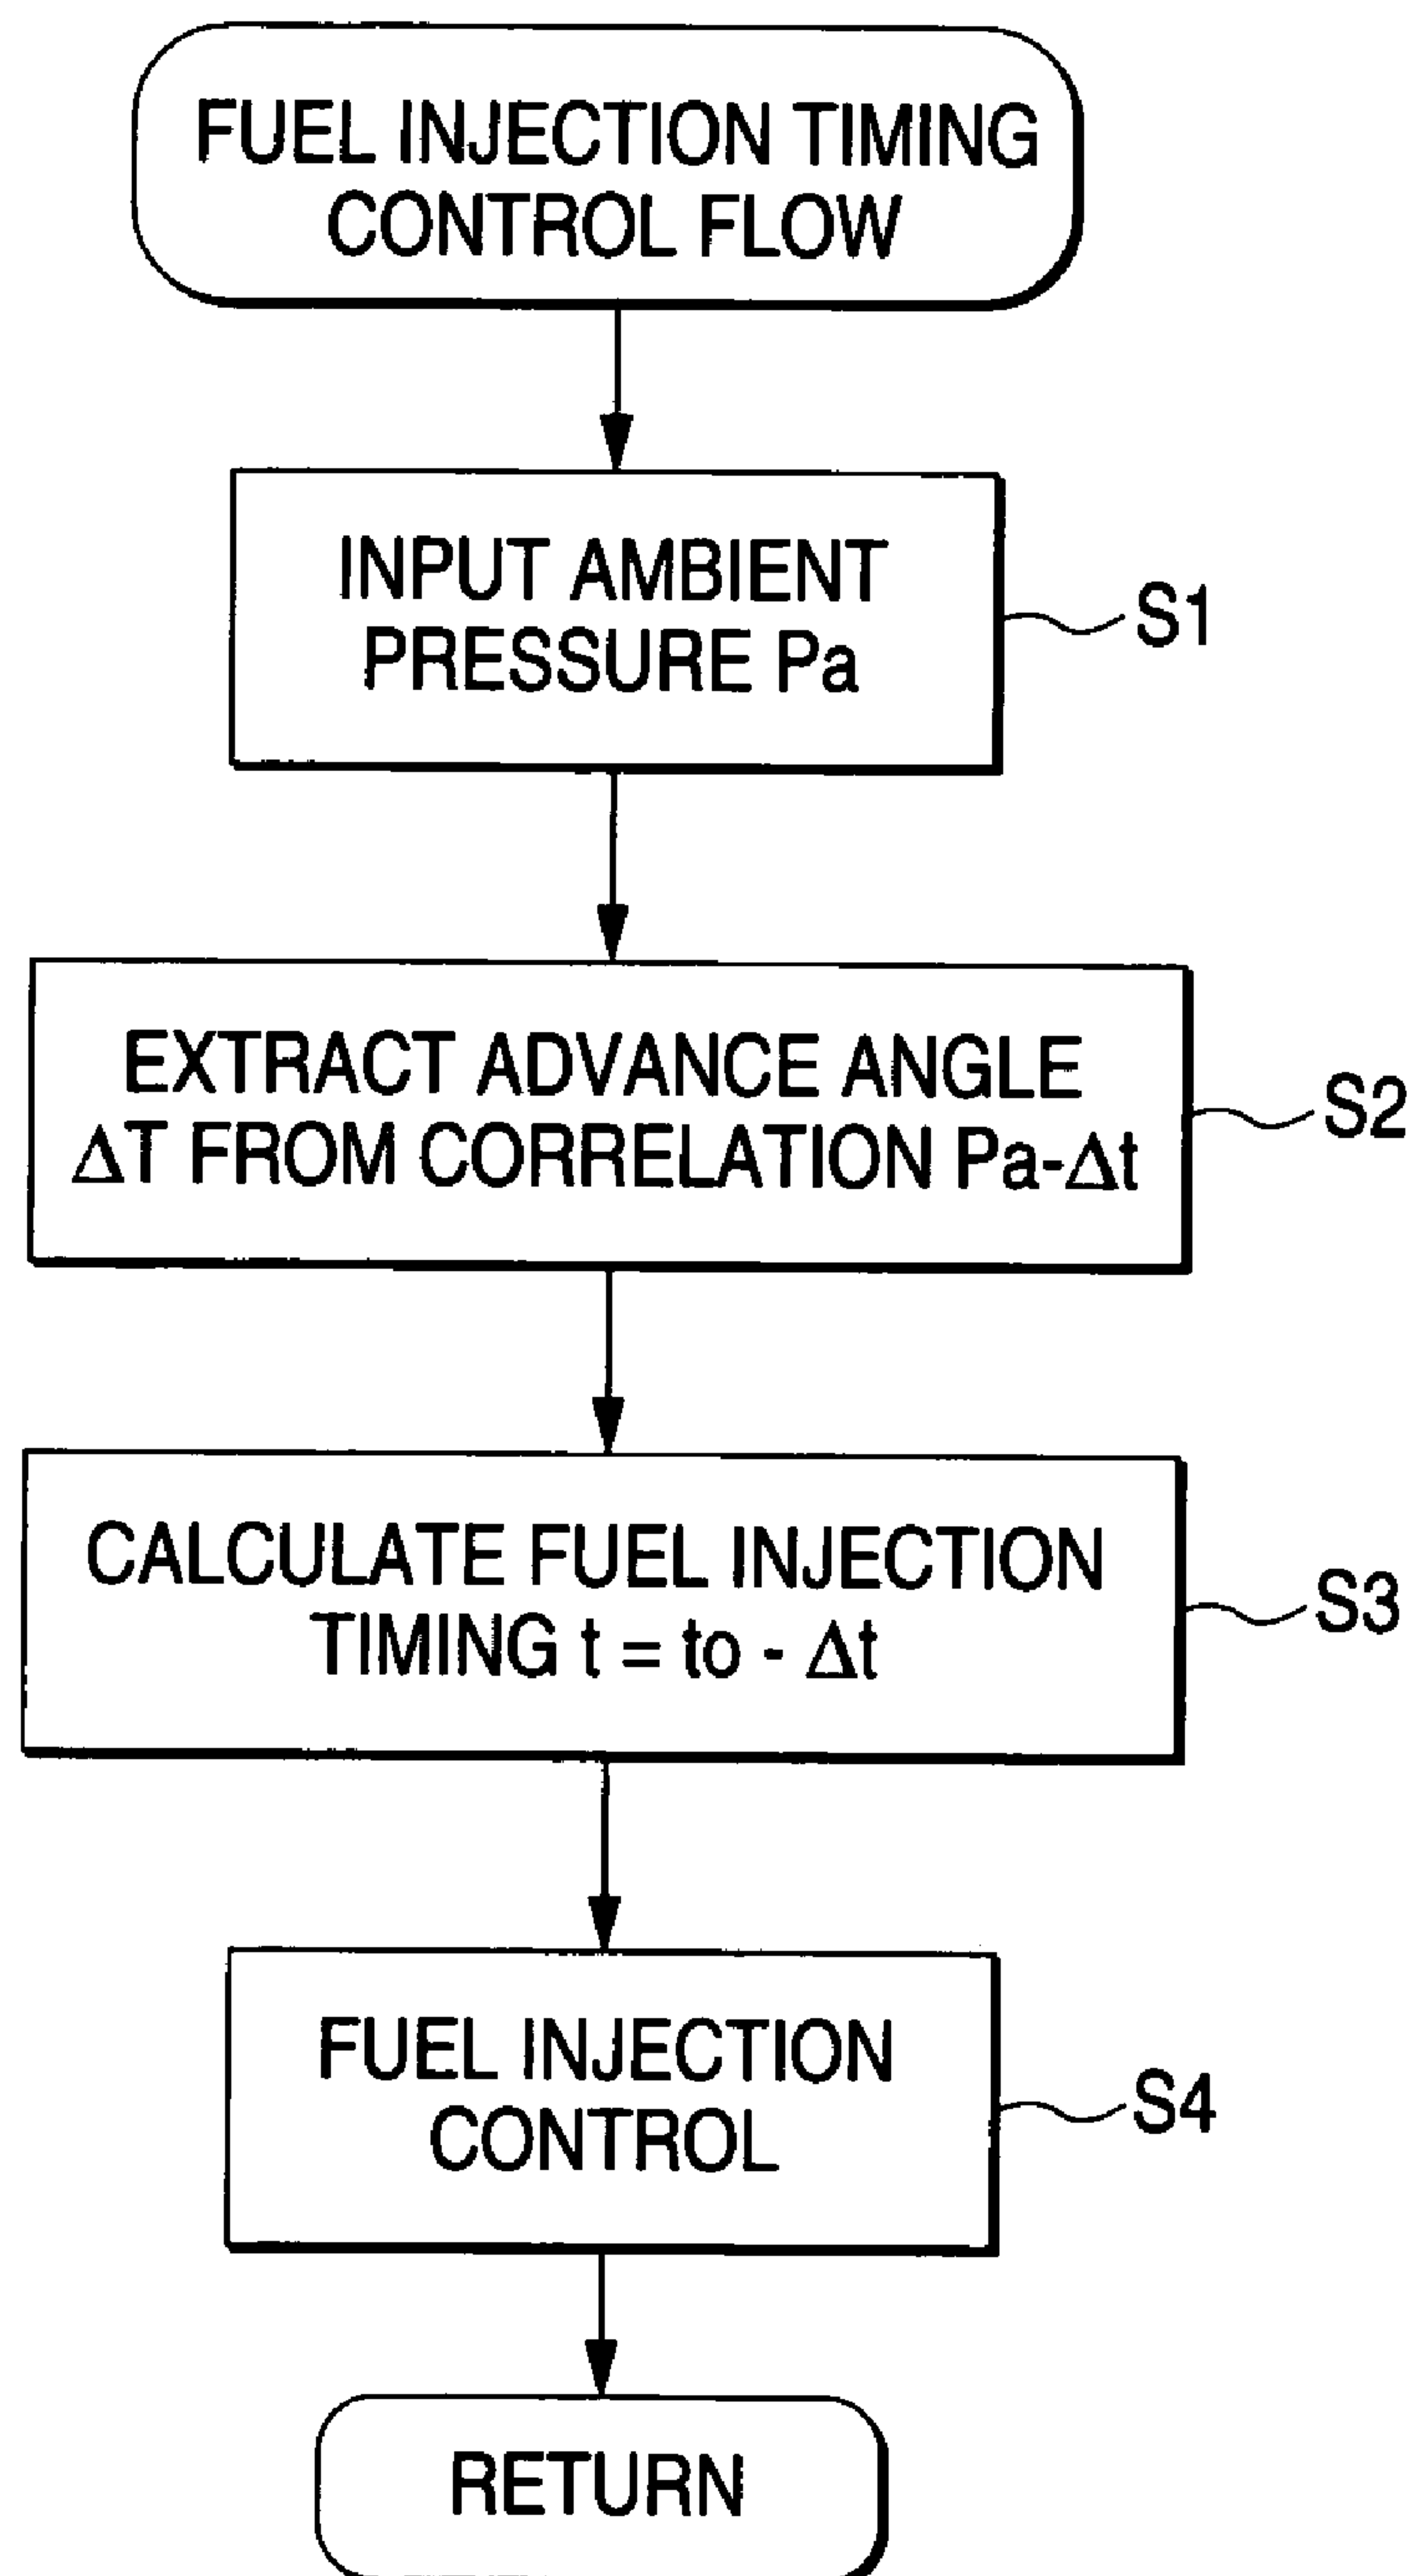 FUEL INJECTION TIMING
CONTROL FLOW
INPUT AMBIENT
PRESSURE Pa
S1
EXTRACT ADVANCE ANGLE
ΔT FROM CORRELATION Pa-Δt
S2
CALCULATE FUEL INJECTION
TIMING t = to - Δt
S3
FUEL INJECTION
CONTROL
S4
RETURN